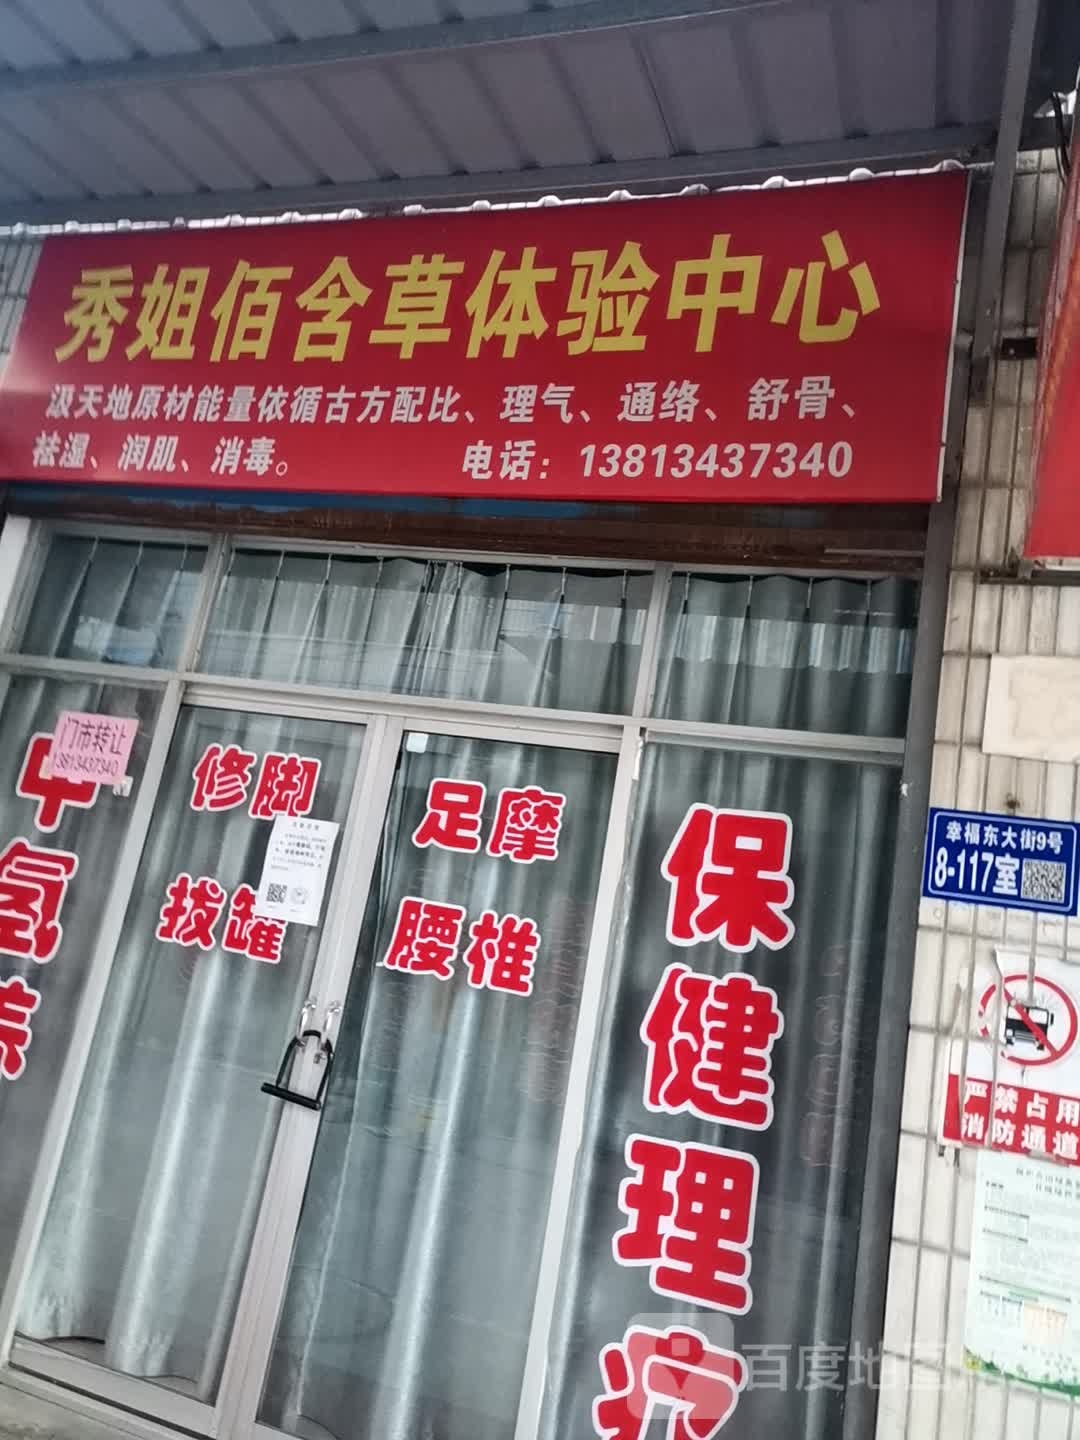 秀姐佰含草体验中心
汲天地原材能量依循古方配比、理气、通络、舒骨、
祛湿、润肌、消毒。 电话：13813437340
门市转让
13813437340
修脚
拔罐
足摩
腰椎
保健理疗
幸福东大街9号
8-117室
严禁占用
消防通道
百度地图